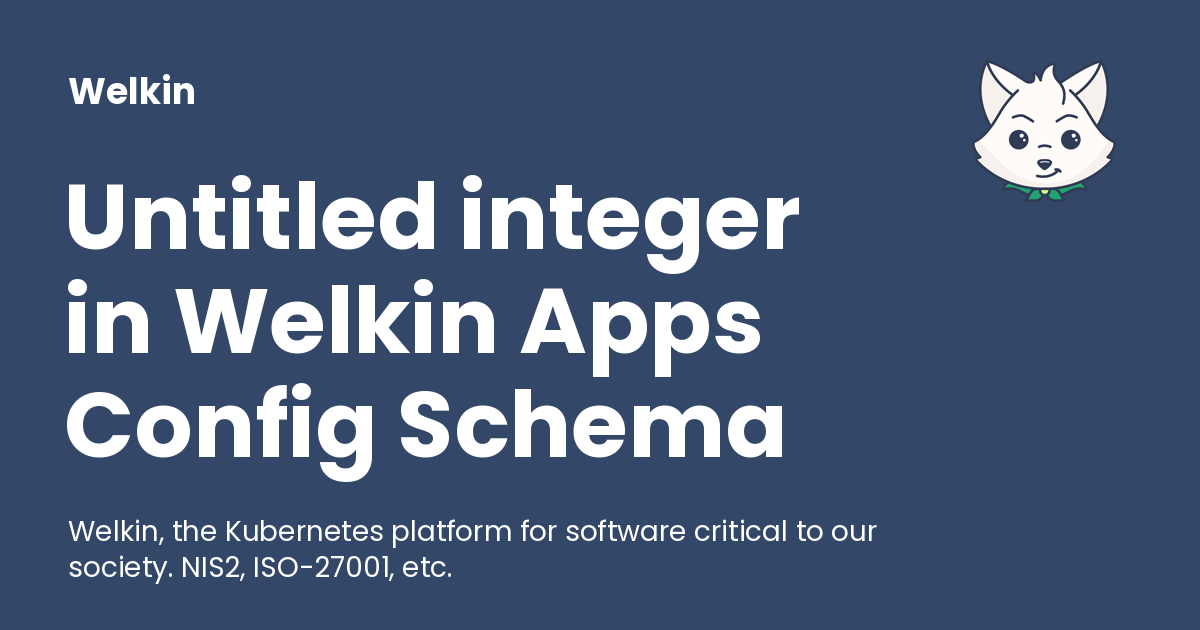 Welkin
Untitled integer
in Welkin Apps
Config Schema
Welkin, the Kubernetes platform for software critical to our
society. NIS2, ISO-27001, etc.